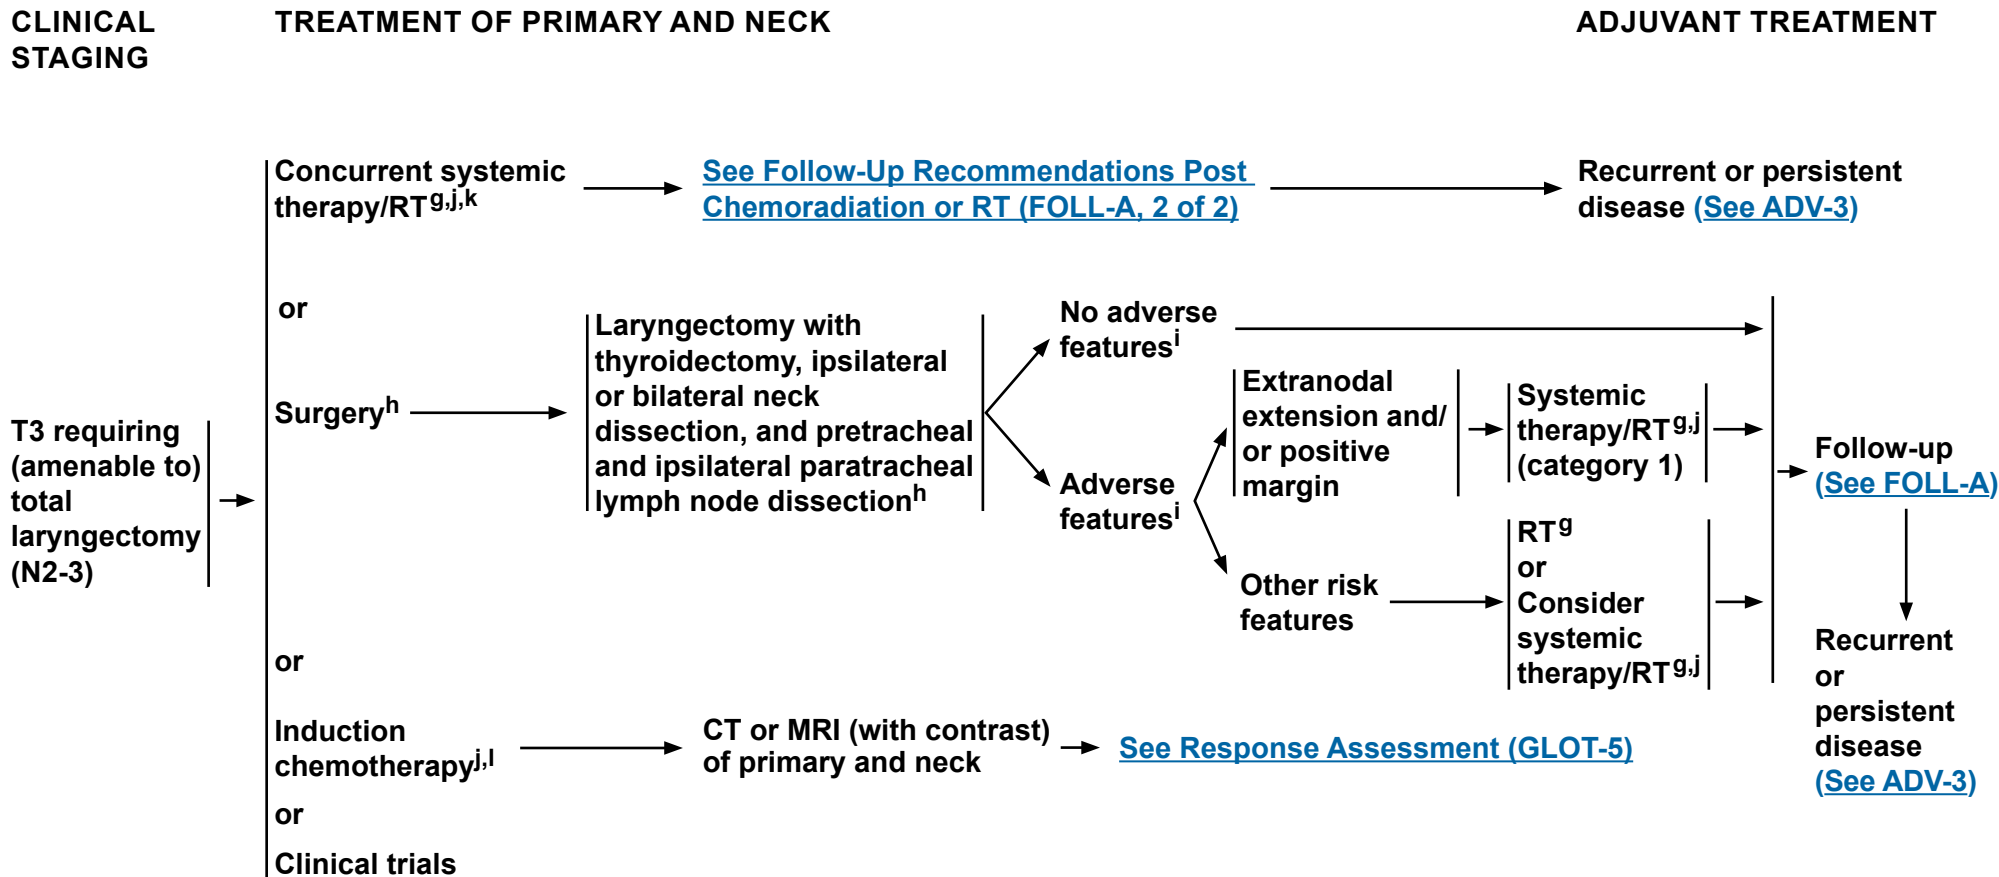 CLINICAL
STAGING
TREATMENT OF PRIMARY AND NECK
ADJUVANT TREATMENT
T3 requiring
(amenable to)
total
laryngectomy
(N2-3)
Concurrent systemic
therapy/RTg,j,k
See Follow-Up Recommendations Post
Chemoradiation or RT (FOLL-A, 2 of 2)
Recurrent or persistent
disease (See ADV-3)
or
Surgeryh
Laryngectomy with
thyroidectomy, ipsilateral
or bilateral neck
dissection, and pretracheal
and ipsilateral paratracheal
lymph node dissectionh
No adverse
featuresi
Adverse
featuresi
Extranodal
extension and/
or positive
margin
Systemic
therapy/RTg,j
(category 1)
Other risk
features
RTg
or
Consider
systemic
therapy/RTg,j
Follow-up
(See FOLL-A)
Recurrent
or
persistent
disease
(See ADV-3)
or
Induction
chemotherapyj,l
CT or MRI (with contrast)
of primary and neck
See Response Assessment (GLOT-5)
or
Clinical trials